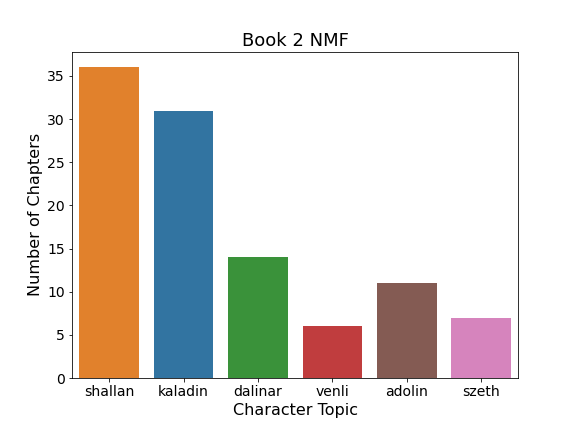 Book 2 NMF
Number of Chapters
35
30
25
20
15
10
5
0
shallan kaladin dalinar venli adolin szeth
Character Topic